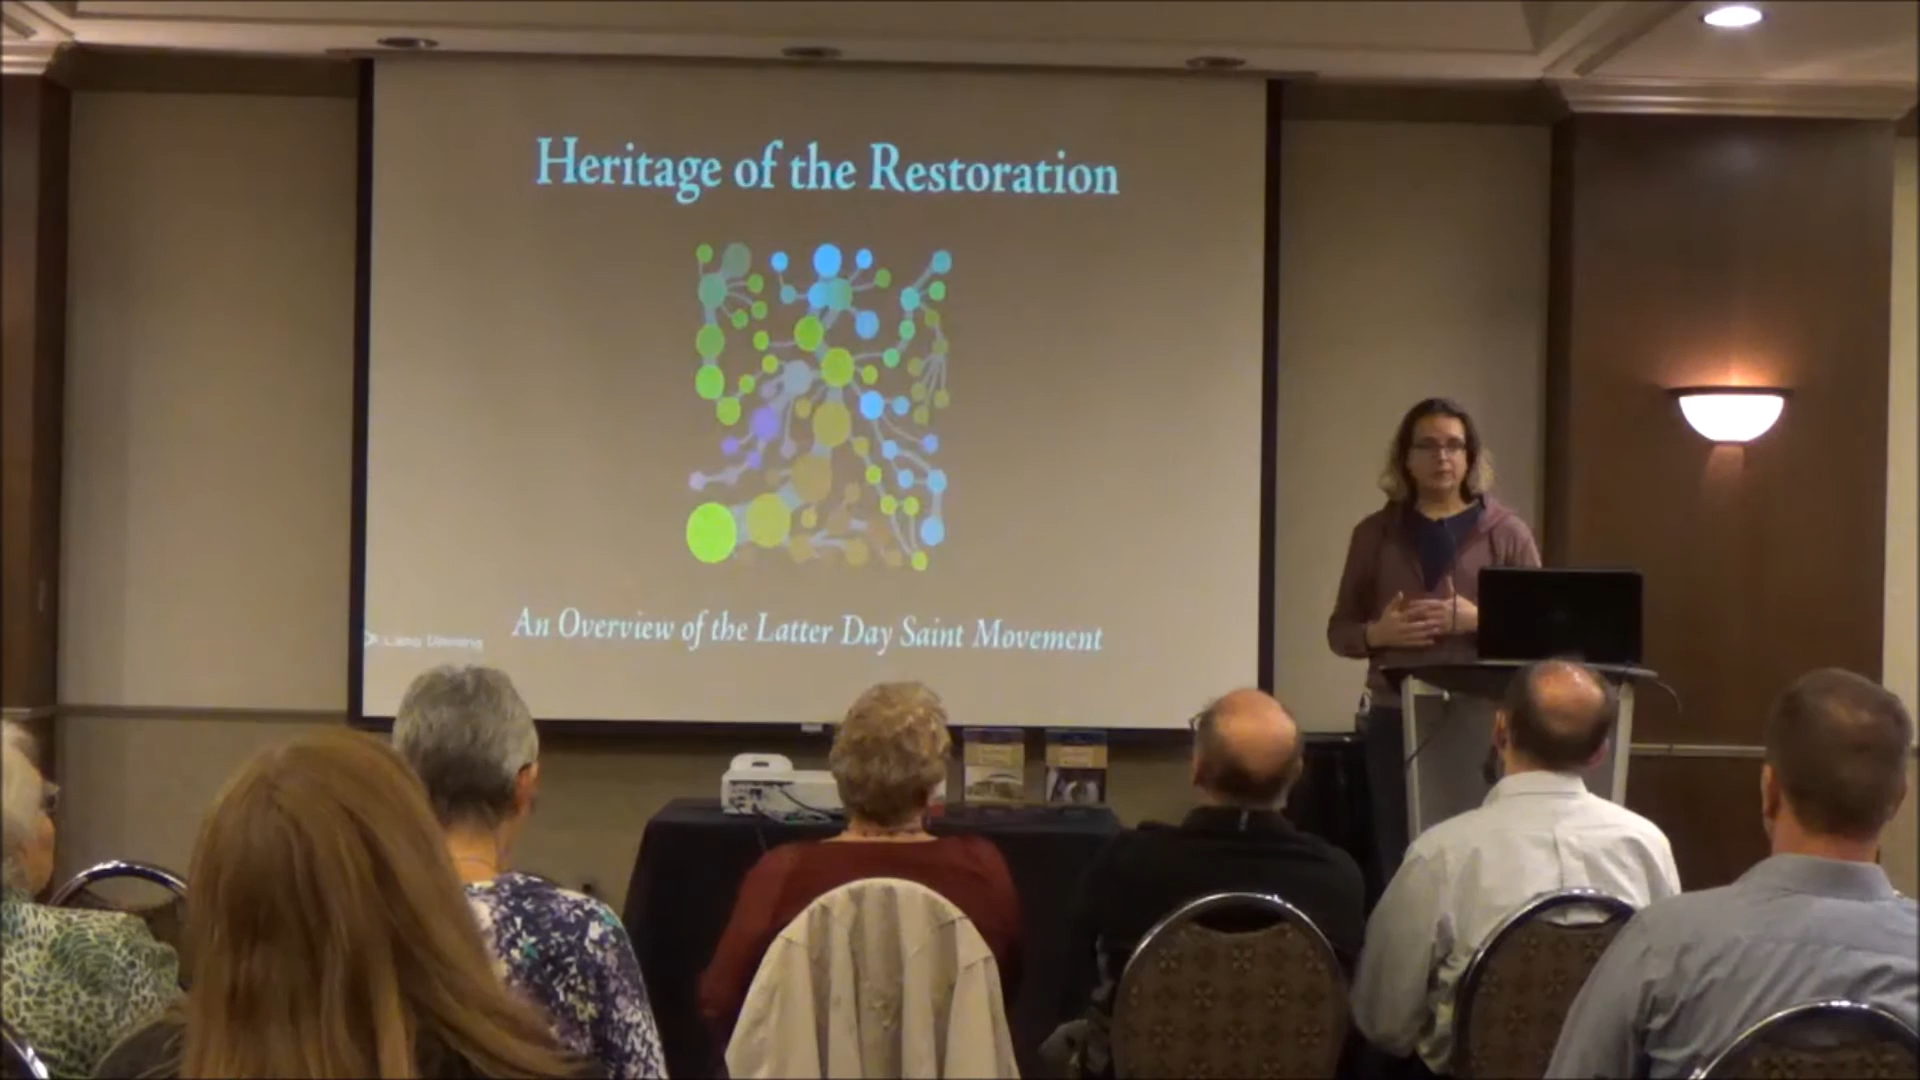 Heritage of the Restoration
An Overview of the Latter Day Saint Movement